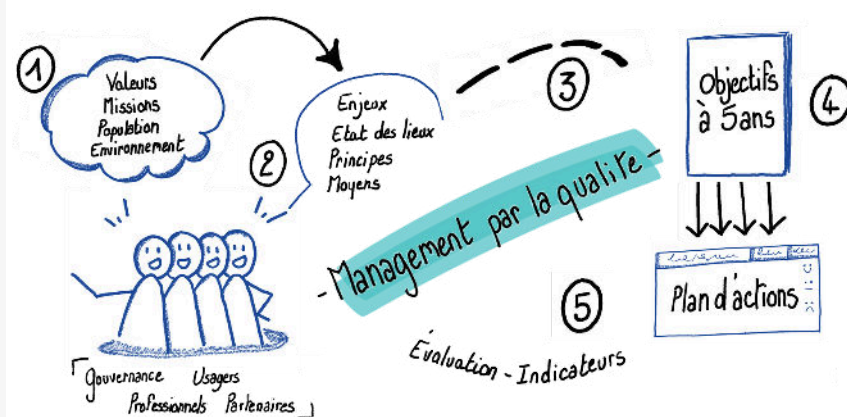 1
Valeurs
Missions
Population
Environnement
2
Enjeux
Etat des lieux
Principes
Moyens
3
Objectifs
à 5ans
4
- Management par la qualite -
Plan d'actions
5
Évaluation - Indicateurs
Gouvernance Usagers
Professionnels Partenaires